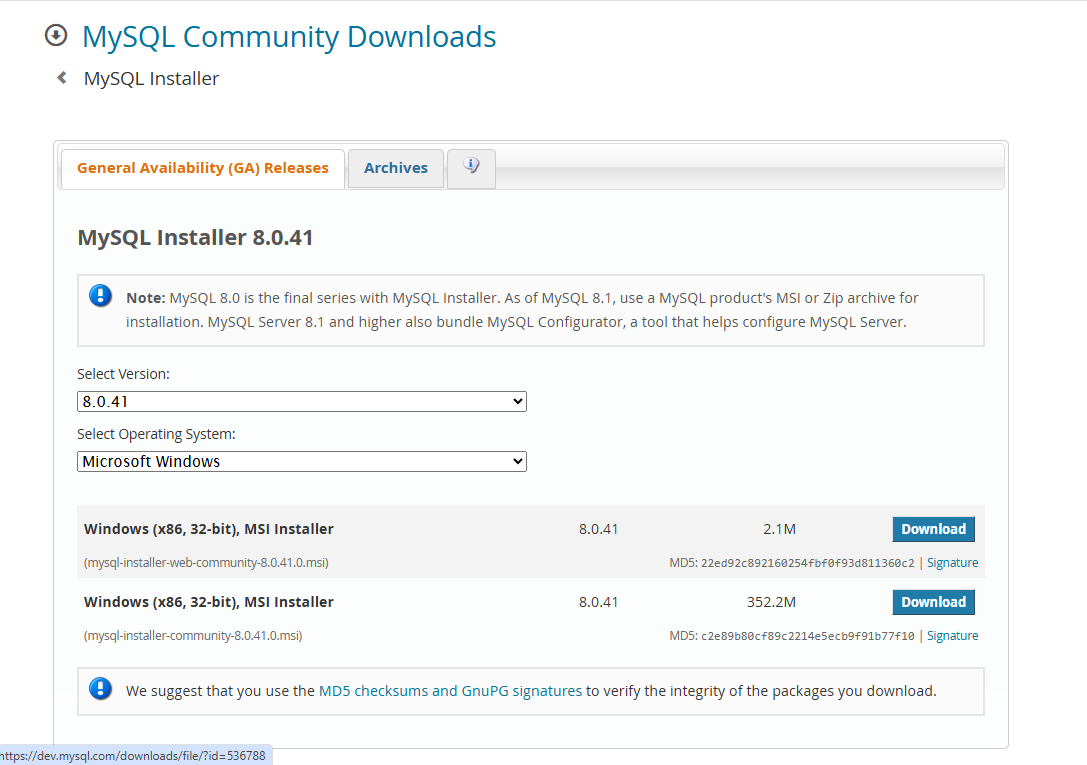 MySQL Community Downloads
MySQL Installer
General Availability (GA) Releases
Archives
MySQL Installer 8.0.41
Note: MySQL 8.0 is the final series with MySQL Installer. As of MySQL 8.1, use a MySQL product's MSI or Zip archive for
installation. MySQL Server 8.1 and higher also bundle MySQL Configurator, a tool that helps configure MySQL Server.
Select Version:
8.0.41
Select Operating System:
Microsoft Windows
Windows (x86, 32-bit), MSI Installer 8.0.41 2.1M Download
(mysql-installer-web-community-8.0.41.0.msi) MD5: 22ed92c892160254fbf0f93d811360c2 | Signature
Windows (x86, 32-bit), MSI Installer 8.0.41 352.2M Download
(mysql-installer-community-8.0.41.0.msi) MD5: c2e89b80cf89c2214e5ecb9f91b77f10 | Signature
We suggest that you use the MD5 checksums and GnuPG signatures to verify the integrity of the packages you download.
https://dev.mysql.com/downloads/file/?id=536788